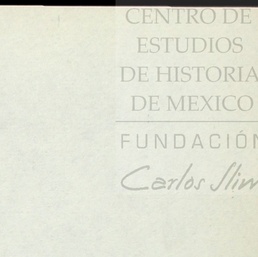 CENTRO DE
ESTUDIOS
DE HISTORIA
DE MEXICO
FUNDACIÓN
Carlos Slim